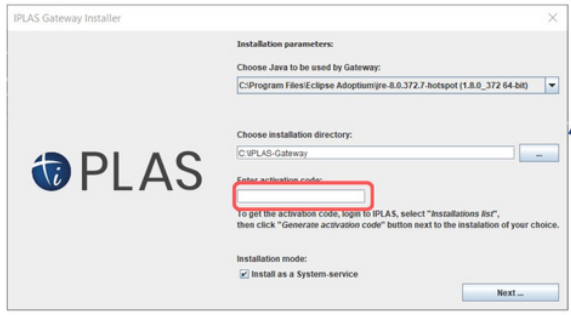 IPLAS Gateway Installer
Installation parameters:
Choose Java to be used by Gateway:
C:\Program Files\Eclipse Adoptium\jre-8.0.372.7-hotspot (1.8.0_372 64-bit)
Choose installation directory:
C:\IPLAS-Gateway
...
Enter activation code:
i PLAS
To get the activation code, login to IPLAS, select "Installations list",
then click "Generate activation code" button next to the instalation of your choice.
Installation mode:
Install as a System-service
Next ...